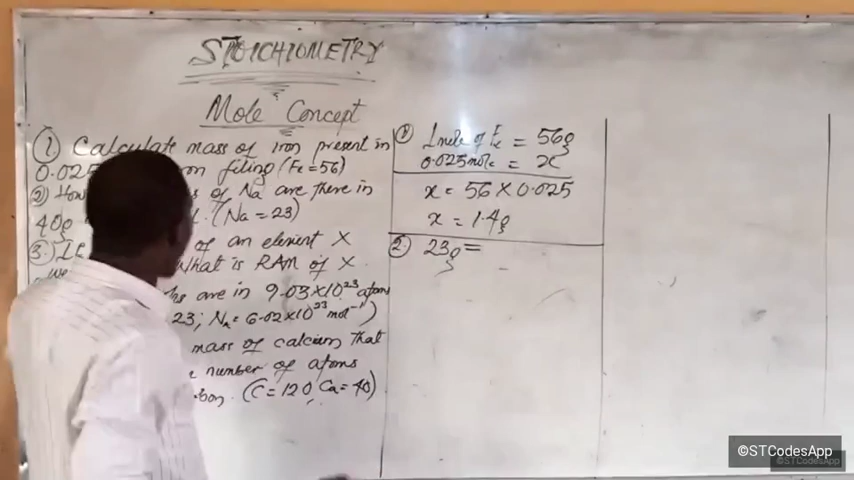 STOICHIOMETRY
Mole Concept
1. Calculate mass of iron present in
0.025 iron filing (Fe = 56)
2) How of Na are there in
40g (Na = 23)
3.) of an element X
What is RAM of X.
are in 9.03×10²³ atoms
23; Nₐ = 6.02×10²³ mol⁻¹)
mass of calcium that
number of atoms
(C = 120, Ca = 40)
1) 1 mole of Fe = 56g
0.025 mole = x
x = 56 × 0.025
x = 1.4g
2. 23g =
©STCodesApp
©STCodesApp